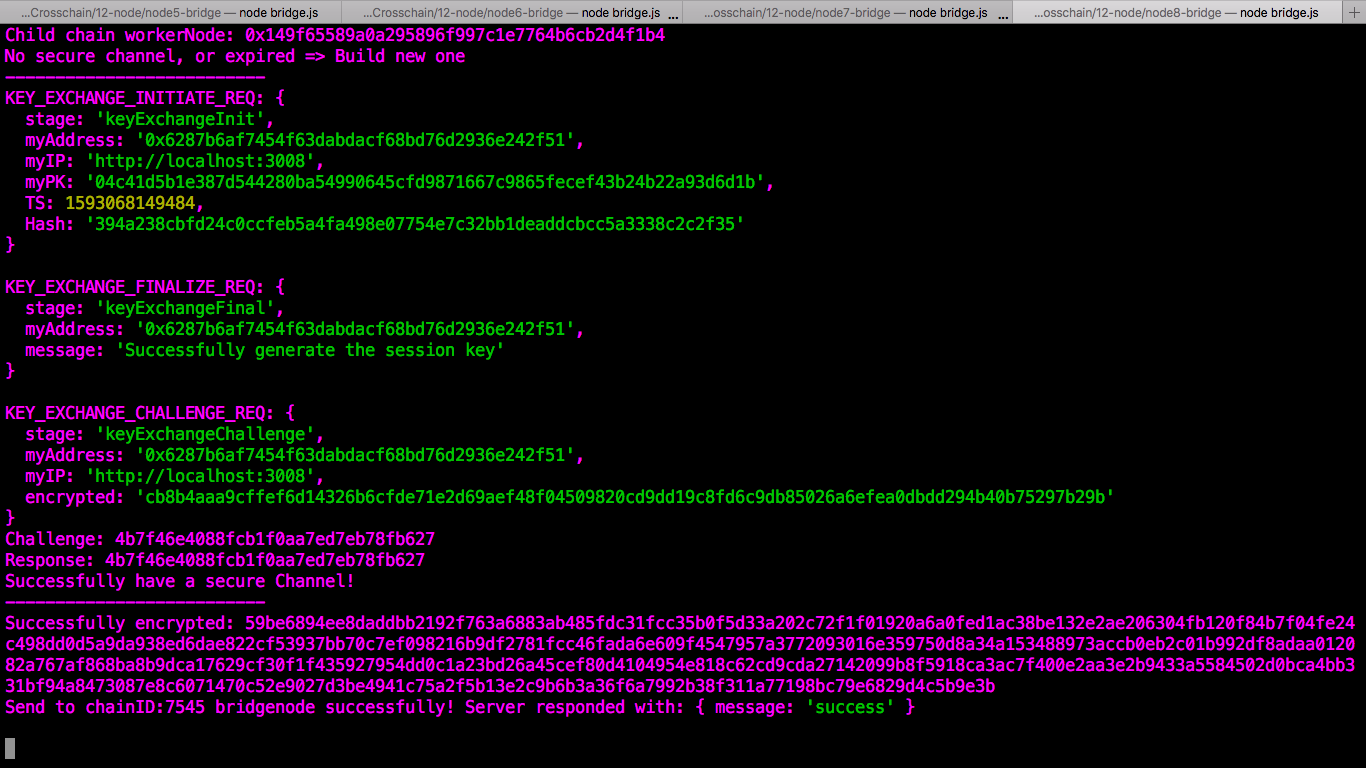 ...Crosschain/12-node/node5-bridge — node bridge.js
...Crosschain/12-node/node6-bridge — node bridge.js ...
...osschain/12-node/node7-bridge — node bridge.js ...
...osschain/12-node/node8-bridge — node bridge.js +
Child chain workerNode: 0x149f65589a0a295896f997c1e7764b6cb2d4f1b4
No secure channel, or expired => Build new one
--------------------------
KEY_EXCHANGE_INITIATE_REQ: {
  stage: 'keyExchangeInit',
  myAddress: '0x6287b6af7454f63dabdacf68bd76d2936e242f51',
  myIP: 'http://localhost:3008',
  myPK: '04c41d5b1e387d544280ba54990645cfd9871667c9865fecef43b24b22a93d6d1b',
  TS: 1593068149484,
  Hash: '394a238cbfd24c0ccfeb5a4fa498e07754e7c32bb1deaddcbcc5a3338c2c2f35'
}
KEY_EXCHANGE_FINALIZE_REQ: {
  stage: 'keyExchangeFinal',
  myAddress: '0x6287b6af7454f63dabdacf68bd76d2936e242f51',
  message: 'Successfully generate the session key'
}
KEY_EXCHANGE_CHALLENGE_REQ: {
  stage: 'keyExchangeChallenge',
  myAddress: '0x6287b6af7454f63dabdacf68bd76d2936e242f51',
  myIP: 'http://localhost:3008',
  encrypted: 'cb8b4aaa9cffef6d14326b6cfde71e2d69aef48f04509820cd9dd19c8fd6c9db85026a6efea0dbdd294b40b75297b29b'
}
Challenge: 4b7f46e4088fcb1f0aa7ed7eb78fb627
Response: 4b7f46e4088fcb1f0aa7ed7eb78fb627
Successfully have a secure Channel!
--------------------------
Successfully encrypted: 59be6894ee8daddbb2192f763a6883ab485fdc31fcc35b0f5d33a202c72f1f01920a6a0fed1ac38be132e2ae206304fb120f84b7f04fe24
c498dd0d5a9da938ed6dae822cf53937bb70c7ef098216b9df2781fcc46fada6e609f4547957a3772093016e359750d8a34a153488973accb0eb2c01b992df8adaa012
82a767af868ba8b9dca17629cf30f1f435927954dd0c1a23bd26a45cef80d4104954e818c62cd9cda27142099b8f5918ca3ac7f400e2aa3e2b9433a5584502d0bca4bb3
31bf94a8473087e8c6071470c52e9027d3be4941c75a2f5b13e2c9b6b3a36f6a7992b38f311a77198bc79e6829d4c5b9e3b
Send to chainID:7545 bridgenode successfully! Server responded with: { message: 'success' }